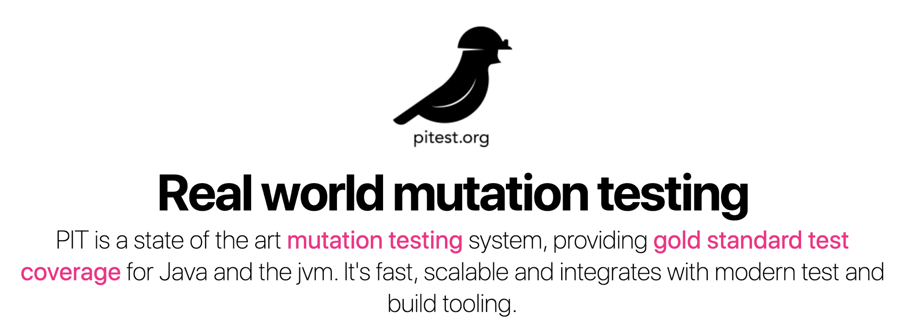 pitest.org
Real world mutation testing
PIT is a state of the art mutation testing system, providing gold standard test
coverage for Java and the jvm. It's fast, scalable and integrates with modern test and
build tooling.